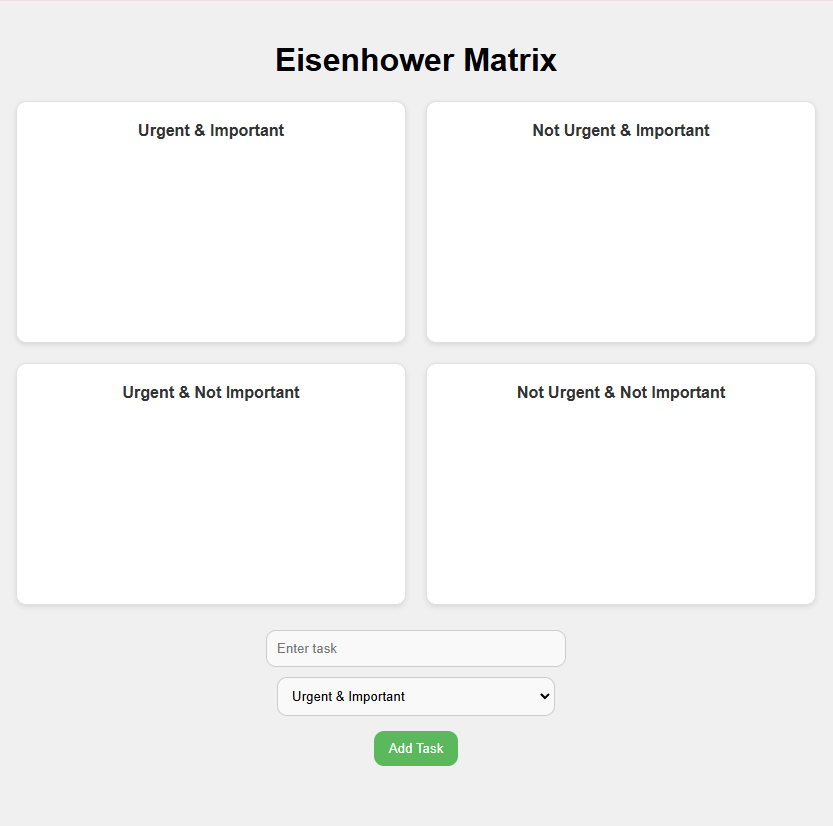 Eisenhower Matrix
Urgent & Important
Not Urgent & Important
Urgent & Not Important
Not Urgent & Not Important
Enter task
Urgent & Important
Add Task